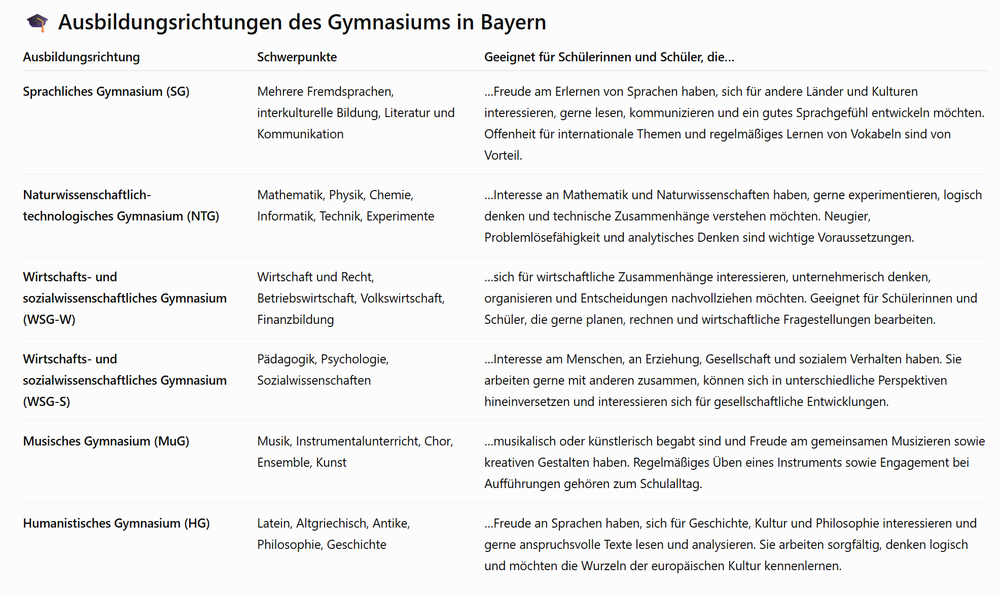 🎓 Ausbildungsrichtungen des Gymnasiums in Bayern
Ausbildungsrichtung
Schwerpunkte
Geeignet für Schülerinnen und Schüler, die…
Sprachliches Gymnasium (SG)
Mehrere Fremdsprachen,
interkulturelle Bildung, Literatur und
Kommunikation
…Freude am Erlernen von Sprachen haben, sich für andere Länder und Kulturen
interessieren, gerne lesen, kommunizieren und ein gutes Sprachgefühl entwickeln möchten.
Offenheit für internationale Themen und regelmäßiges Lernen von Vokabeln sind von
Vorteil.
Naturwissenschaftlich-
technologisches Gymnasium (NTG)
Mathematik, Physik, Chemie,
Informatik, Technik, Experimente
…Interesse an Mathematik und Naturwissenschaften haben, gerne experimentieren, logisch
denken und technische Zusammenhänge verstehen möchten. Neugier,
Problemlösefähigkeit und analytisches Denken sind wichtige Voraussetzungen.
Wirtschafts- und
sozialwissenschaftliches Gymnasium
(WSG-W)
Wirtschaft und Recht,
Betriebswirtschaft, Volkswirtschaft,
Finanzbildung
…sich für wirtschaftliche Zusammenhänge interessieren, unternehmerisch denken,
organisieren und Entscheidungen nachvollziehen möchten. Geeignet für Schülerinnen und
Schüler, die gerne planen, rechnen und wirtschaftliche Fragestellungen bearbeiten.
Wirtschafts- und
sozialwissenschaftliches Gymnasium
(WSG-S)
Pädagogik, Psychologie,
Sozialwissenschaften
…Interesse am Menschen, an Erziehung, Gesellschaft und sozialem Verhalten haben. Sie
arbeiten gerne mit anderen zusammen, können sich in unterschiedliche Perspektiven
hineinversetzen und interessieren sich für gesellschaftliche Entwicklungen.
Musisches Gymnasium (MuG)
Musik, Instrumentalunterricht, Chor,
Ensemble, Kunst
…musikalisch oder künstlerisch begabt sind und Freude am gemeinsamen Musizieren sowie
kreativen Gestalten haben. Regelmäßiges Üben eines Instruments sowie Engagement bei
Aufführungen gehören zum Schulalltag.
Humanistisches Gymnasium (HG)
Latein, Altgriechisch, Antike,
Philosophie, Geschichte
…Freude an Sprachen haben, sich für Geschichte, Kultur und Philosophie interessieren und
gerne anspruchsvolle Texte lesen und analysieren. Sie arbeiten sorgfältig, denken logisch
und möchten die Wurzeln der europäischen Kultur kennenlernen.